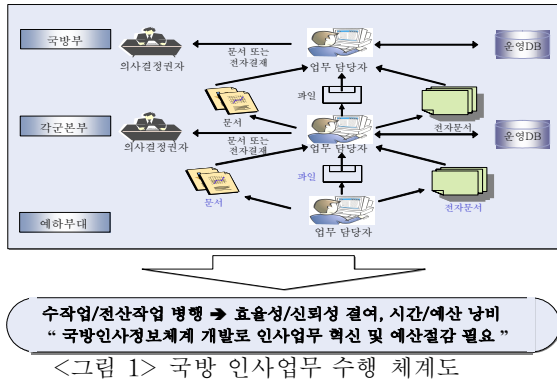 국방부
의사결정권자
문서 또는
전자결재
업무 담당자
운영DB
문서
파일
전자문서
각군본부
의사결정권자
문서 또는
전자결재
업무 담당자
운영DB
문서
파일
전자문서
예하부대
업무 담당자
수작업/전산작업 병행 → 효율성/신뢰성 결여, 시간/예산 낭비
“ 국방인사정보체계 개발로 인사업무 혁신 및 예산절감 필요 ”
<그림 1> 국방 인사업무 수행 체계도